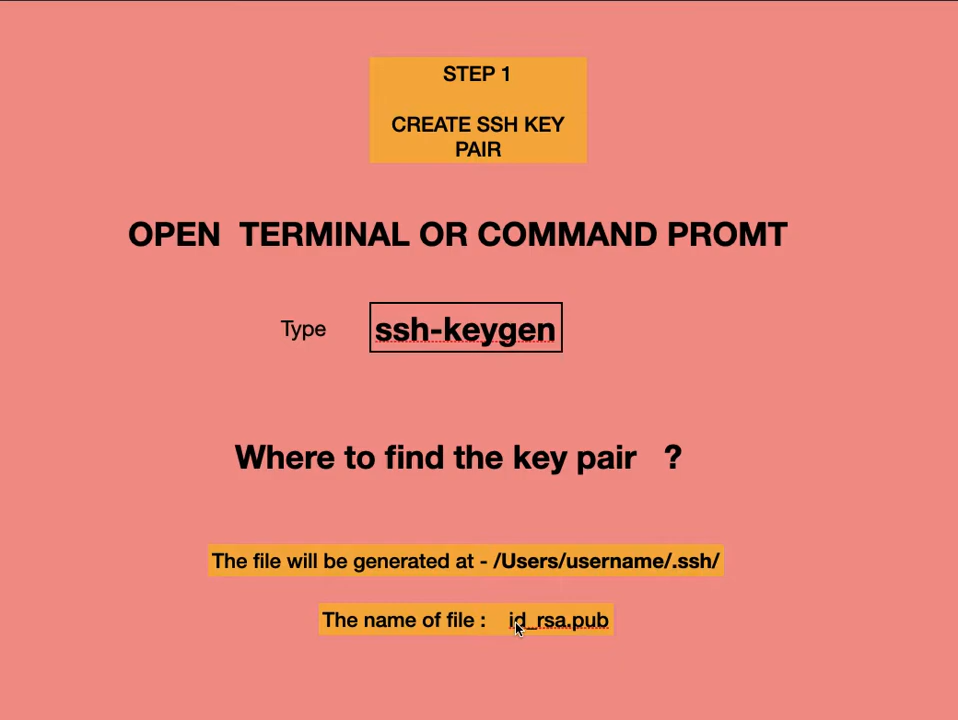 STEP 1
CREATE SSH KEY
PAIR
OPEN TERMINAL OR COMMAND PROMT
Type ssh-keygen
Where to find the key pair ?
The file will be generated at - /Users/username/.ssh/
The name of file : id_rsa.pub